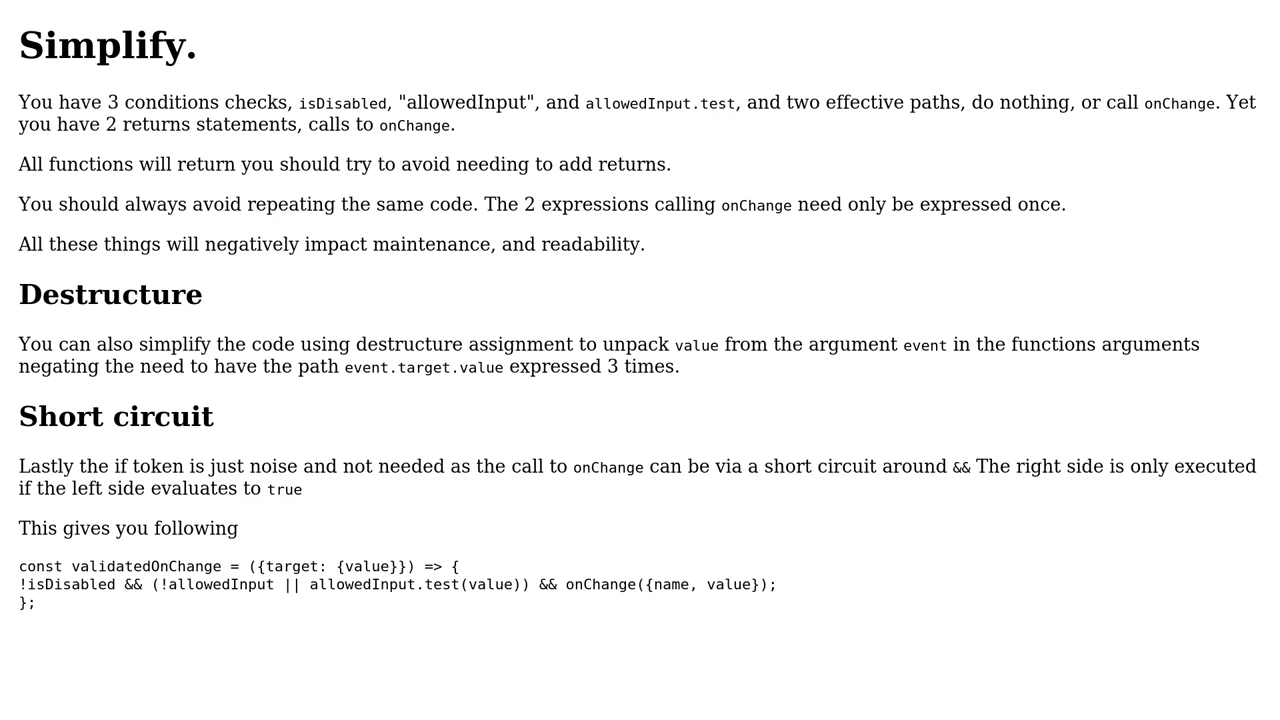 Simplify.
You have 3 conditions checks, isDisabled, "allowedInput", and allowedInput.test, and two effective paths, do nothing, or call onChange. Yet
you have 2 returns statements, calls to onChange.
All functions will return you should try to avoid needing to add returns.
You should always avoid repeating the same code. The 2 expressions calling onChange need only be expressed once.
All these things will negatively impact maintenance, and readability.
Destructure
You can also simplify the code using destructure assignment to unpack value from the argument event in the functions arguments
negating the need to have the path event.target.value expressed 3 times.
Short circuit
Lastly the if token is just noise and not needed as the call to onChange can be via a short circuit around && The right side is only executed
if the left side evaluates to true
This gives you following
const validatedOnChange = ({target: {value}}) => {
!isDisabled && (!allowedInput || allowedInput.test(value)) && onChange({name, value});
};